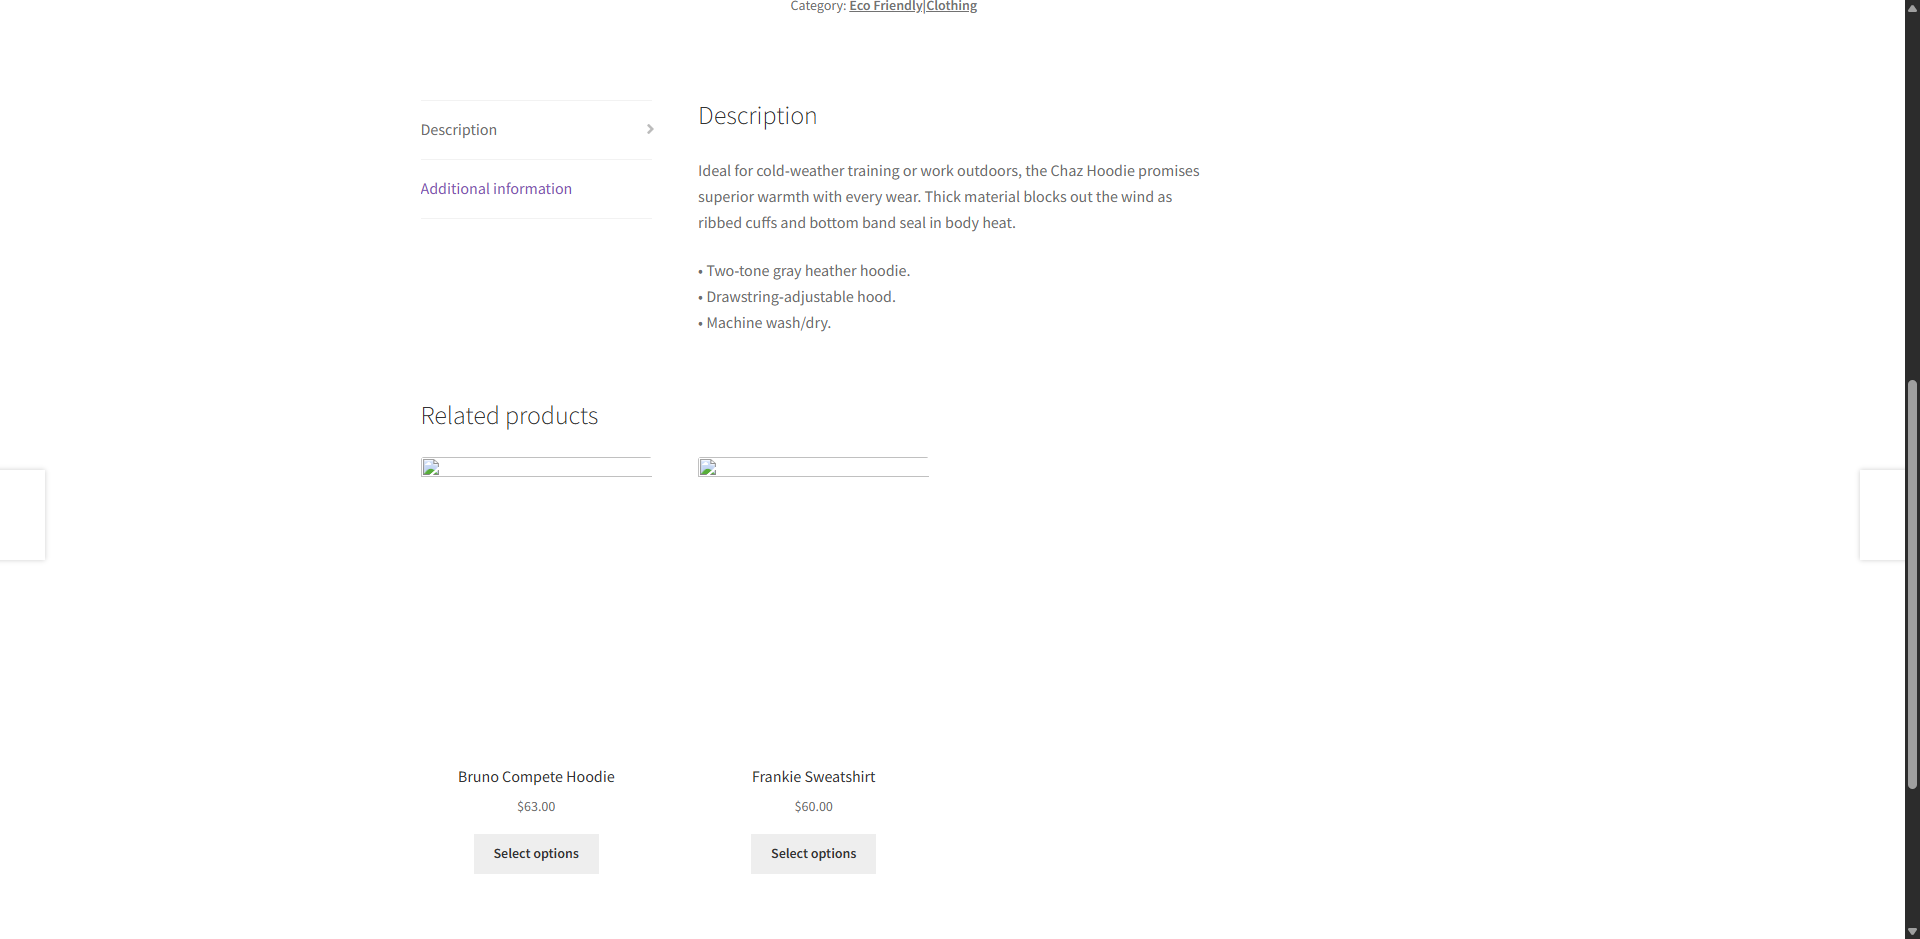 Category: Eco Friendly|Clothing
Description
Additional information
Description
Ideal for cold-weather training or work outdoors, the Chaz Hoodie promises
superior warmth with every wear. Thick material blocks out the wind as
ribbed cuffs and bottom band seal in body heat.
• Two-tone gray heather hoodie.
• Drawstring-adjustable hood.
• Machine wash/dry.
Related products
Bruno Compete Hoodie
$63.00
Select options
Frankie Sweatshirt
$60.00
Select options